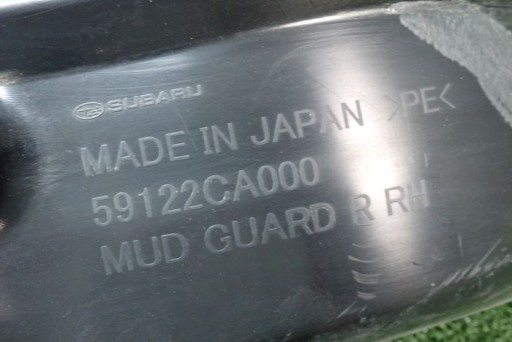 SUBARU
MADE IN JAPAN >PE<
59122CA000
MUD GUARD R RH